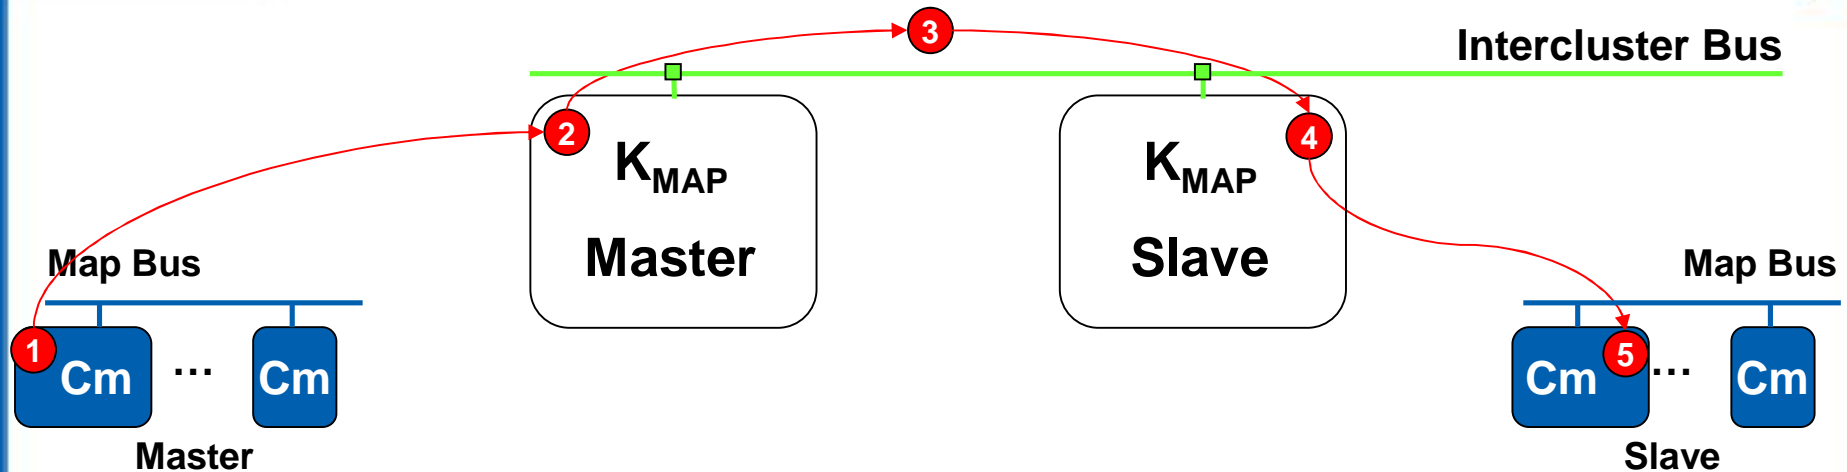 3
Intercluster Bus
2
4
KMAP
KMAP
Master
Slave
Map Bus
Map Bus
1
5
Cm ... Cm
Cm ... Cm
Master
Slave